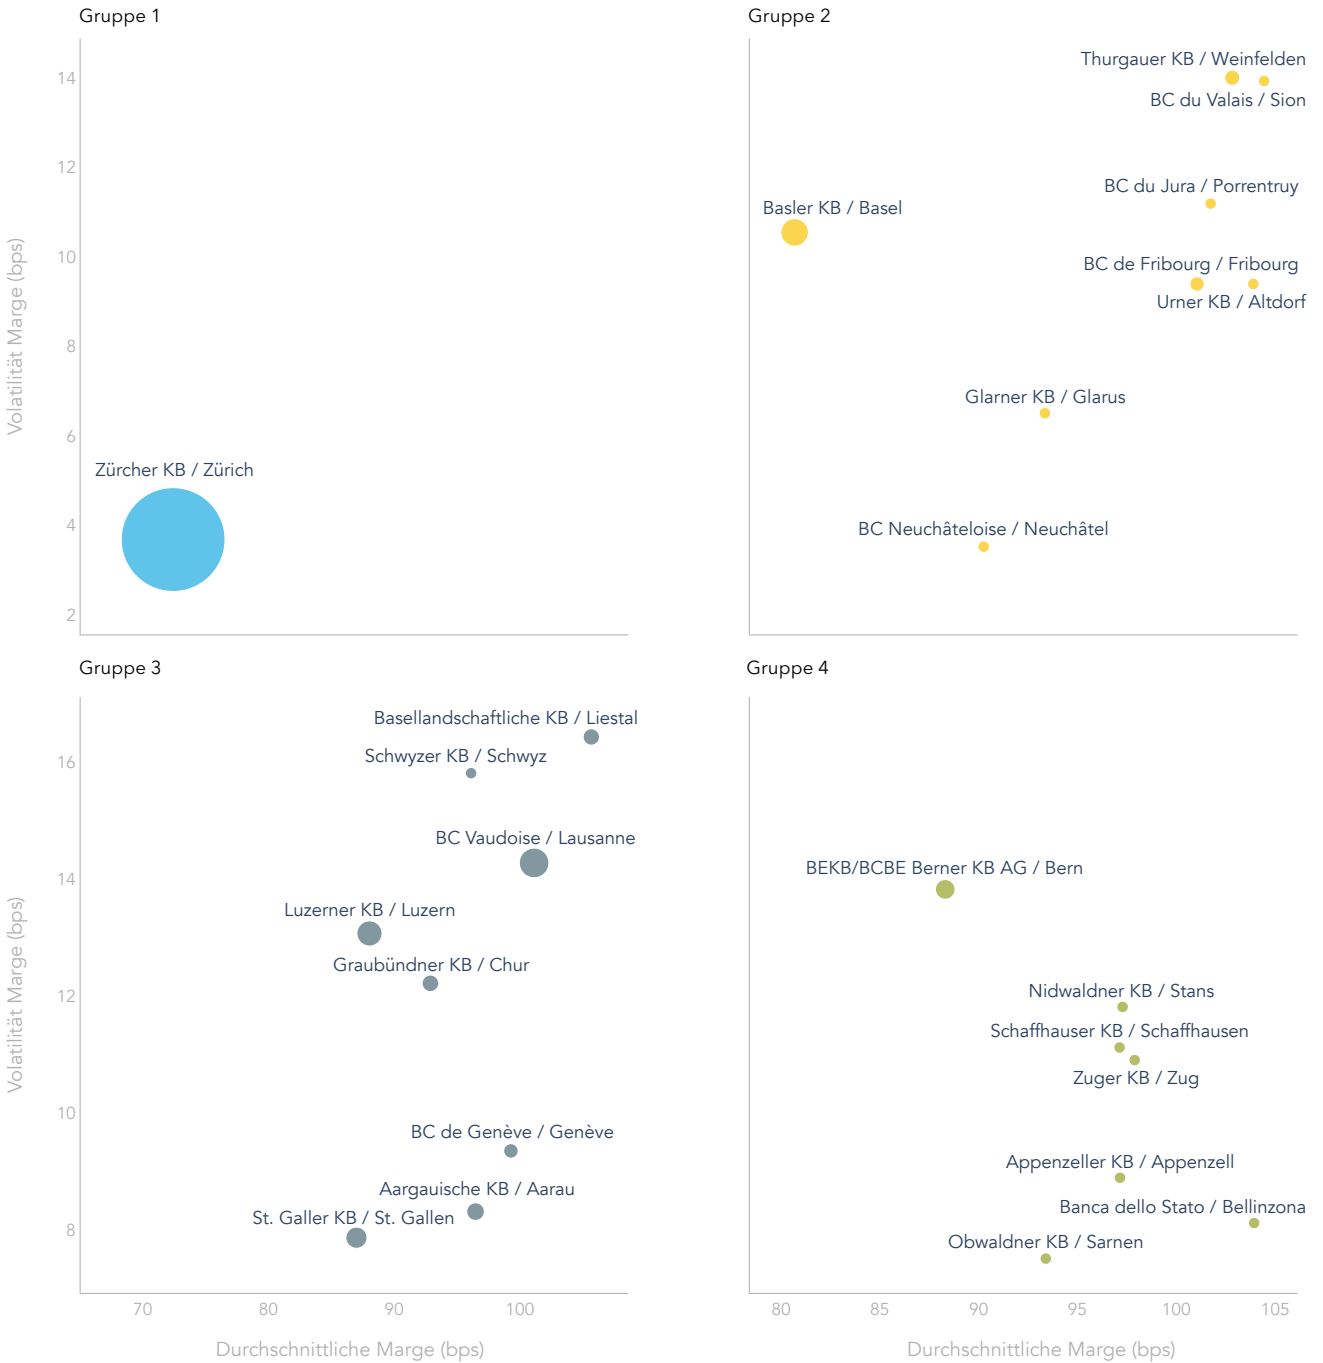 Gruppe 1
Gruppe 2
14
12
10
8
6
4
2
Volatilität Marge (bps)
Zürcher KB / Zürich
Thurgauer KB / Weinfelden
BC du Valais / Sion
BC du Jura / Porrentruy
Basler KB / Basel
BC de Fribourg / Fribourg
Urner KB / Altdorf
Glarner KB / Glarus
BC Neuchâteloise / Neuchâtel
Gruppe 3
Gruppe 4
16
14
12
10
8
Volatilität Marge (bps)
Basellandschaftliche KB / Liestal
Schwyzer KB / Schwyz
BC Vaudoise / Lausanne
Luzerner KB / Luzern
Graubündner KB / Chur
BC de Genève / Genève
Aargauische KB / Aarau
St. Galler KB / St. Gallen
70 80 90 100
Durchschnittliche Marge (bps)
BEKB/BCBE Berner KB AG / Bern
Nidwaldner KB / Stans
Schaffhauser KB / Schaffhausen
Zuger KB / Zug
Appenzeller KB / Appenzell
Banca dello Stato / Bellinzona
Obwaldner KB / Sarnen
80 85 90 95 100 105
Durchschnittliche Marge (bps)